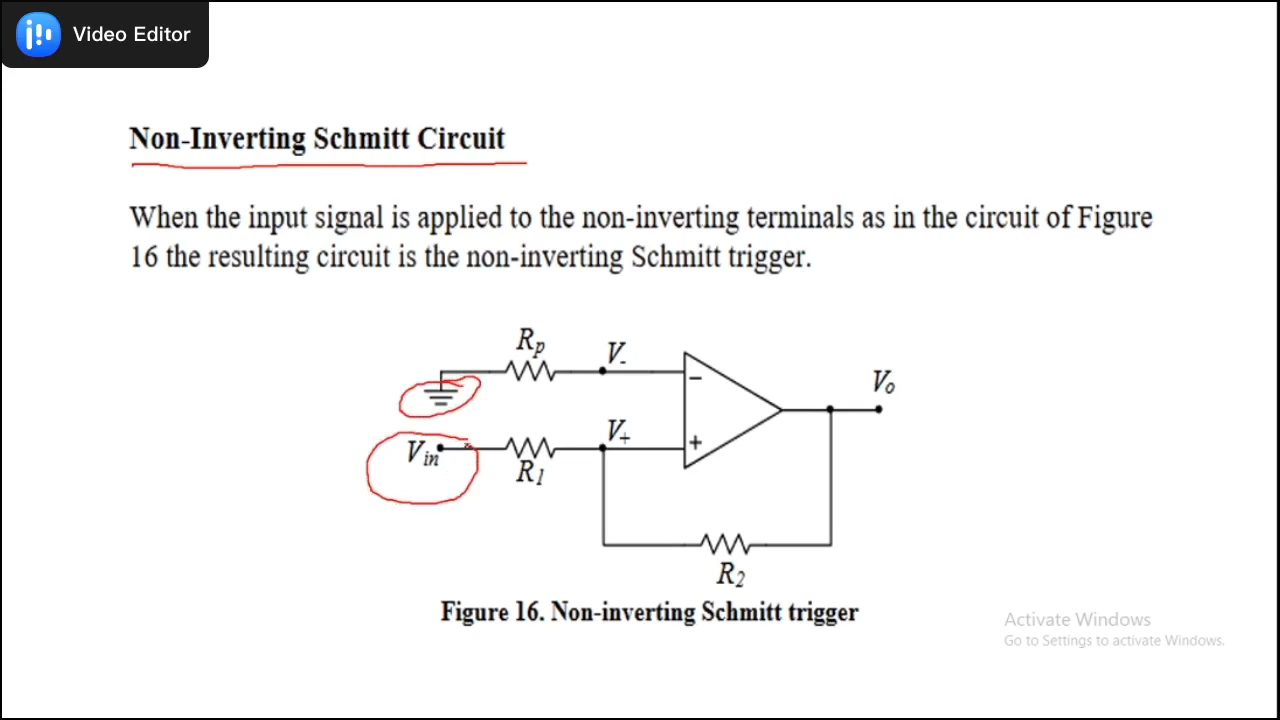 Video Editor
Non-Inverting Schmitt Circuit
When the input signal is applied to the non-inverting terminals as in the circuit of Figure
16 the resulting circuit is the non-inverting Schmitt trigger.
Rp
V-
−
Vo
Vin
R1
V+
+
R2
Figure 16. Non-inverting Schmitt trigger
Activate Windows
Go to Settings to activate Windows.